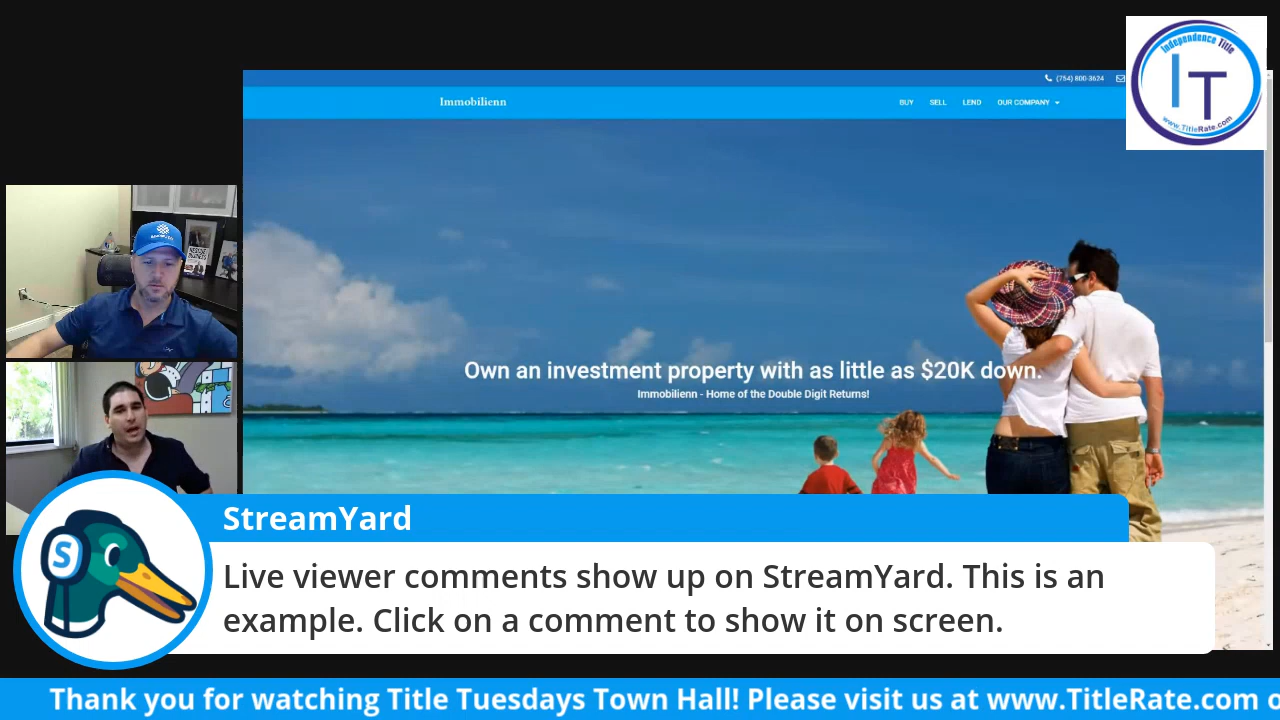 Independence Title
IT
www.TitleRate.com
(754) 800-3624
Immobilienn
BUY
SELL
LEND
OUR COMPANY
Own an investment property with as little as $20K down.
Immobilienn - Home of the Double Digit Returns!
S
StreamYard
Live viewer comments show up on StreamYard. This is an
example. Click on a comment to show it on screen.
Thank you for watching Title Tuesdays Town Hall! Please visit us at www.TitleRate.com